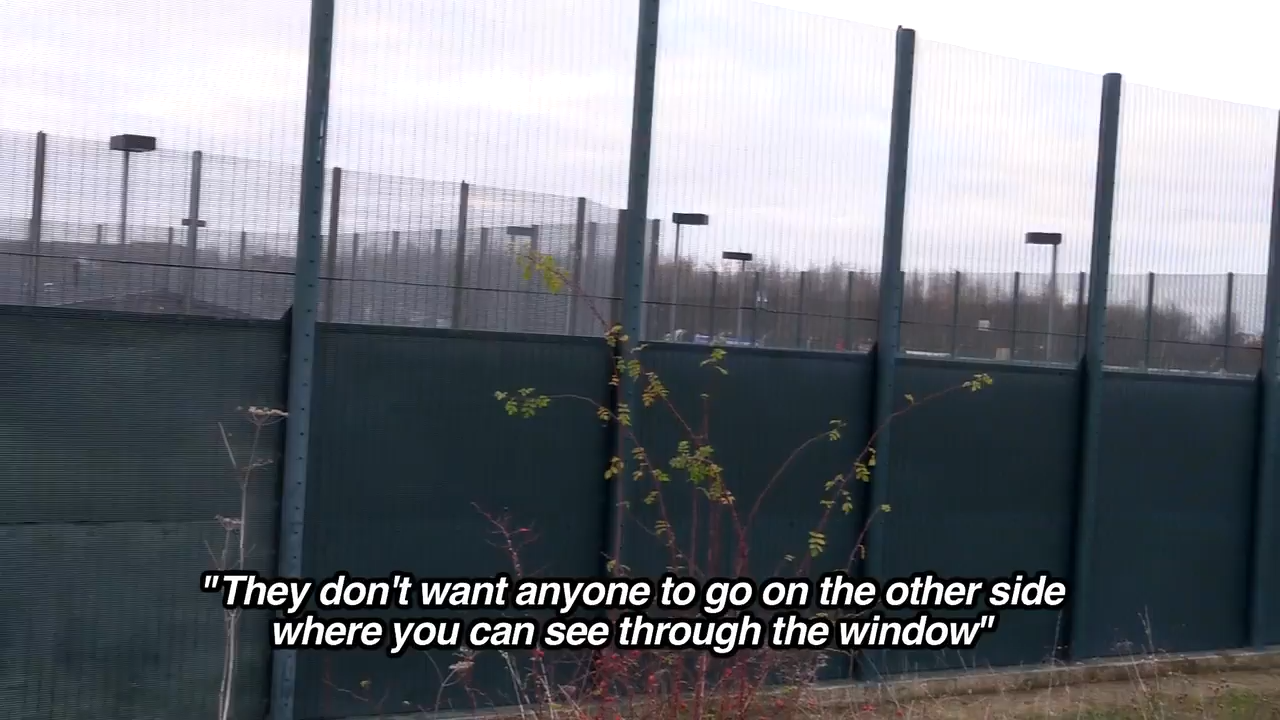 "They don't want anyone to go on the other side
where you can see through the window"